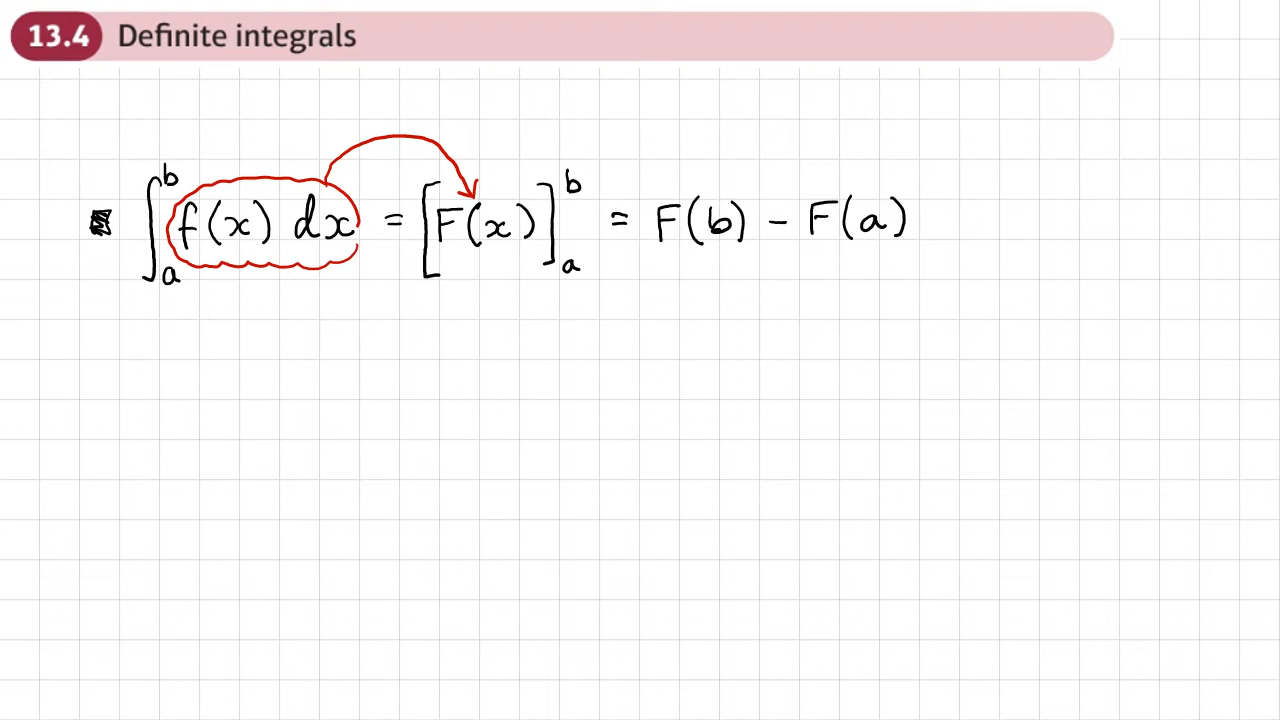 13.4 Definite integrals
∫ₐᵇ f(x) dx = [F(x)]ₐᵇ = F(b) - F(a)